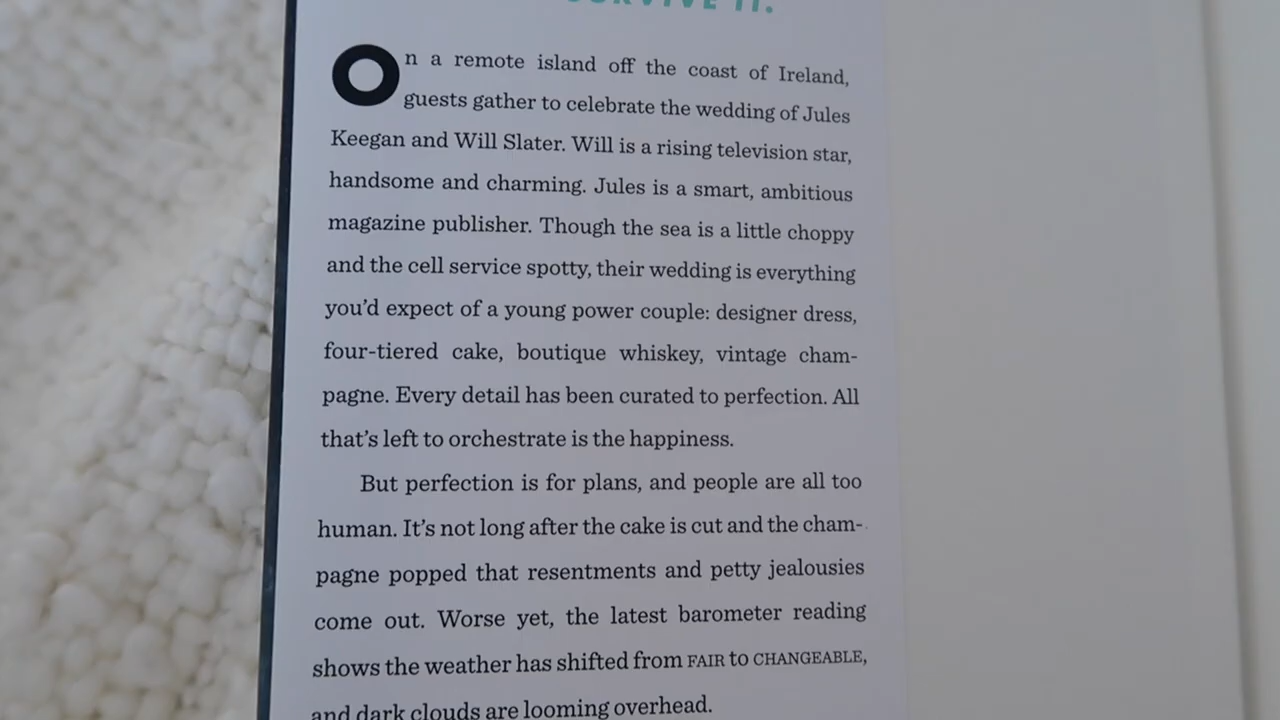 SURVIVE IT.
On a remote island off the coast of Ireland,
guests gather to celebrate the wedding of Jules
Keegan and Will Slater. Will is a rising television star,
handsome and charming. Jules is a smart, ambitious
magazine publisher. Though the sea is a little choppy
and the cell service spotty, their wedding is everything
you'd expect of a young power couple: designer dress,
four-tiered cake, boutique whiskey, vintage cham-
pagne. Every detail has been curated to perfection. All
that's left to orchestrate is the happiness.
But perfection is for plans, and people are all too
human. It's not long after the cake is cut and the cham-
pagne popped that resentments and petty jealousies
come out. Worse yet, the latest barometer reading
shows the weather has shifted from FAIR to CHANGEABLE,
and dark clouds are looming overhead.